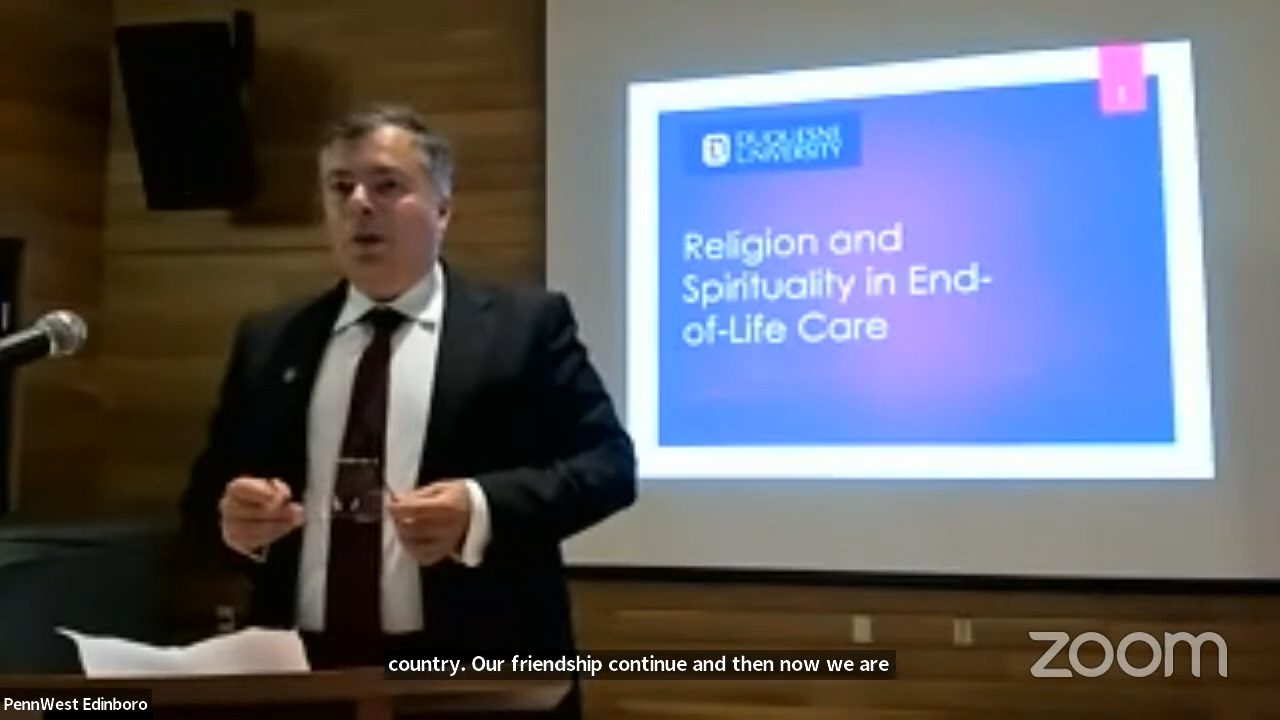 DUQUESNE
UNIVERSITY
Religion and
Spirituality in End-
of-Life Care
country. Our friendship continue and then now we are
zoom
PennWest Edinboro